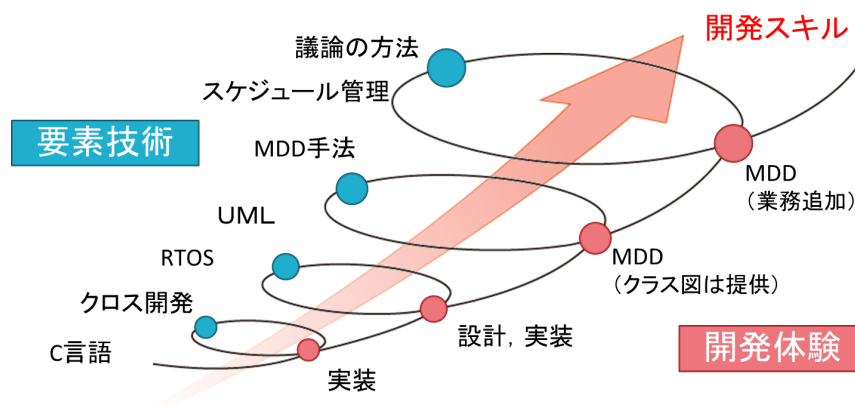 開発スキル
議論の方法
スケジュール管理
要素技術
MDD手法
MDD
（業務追加）
UML
RTOS
MDD
（クラス図は提供）
クロス開発
設計，実装
開発体験
C言語
実装